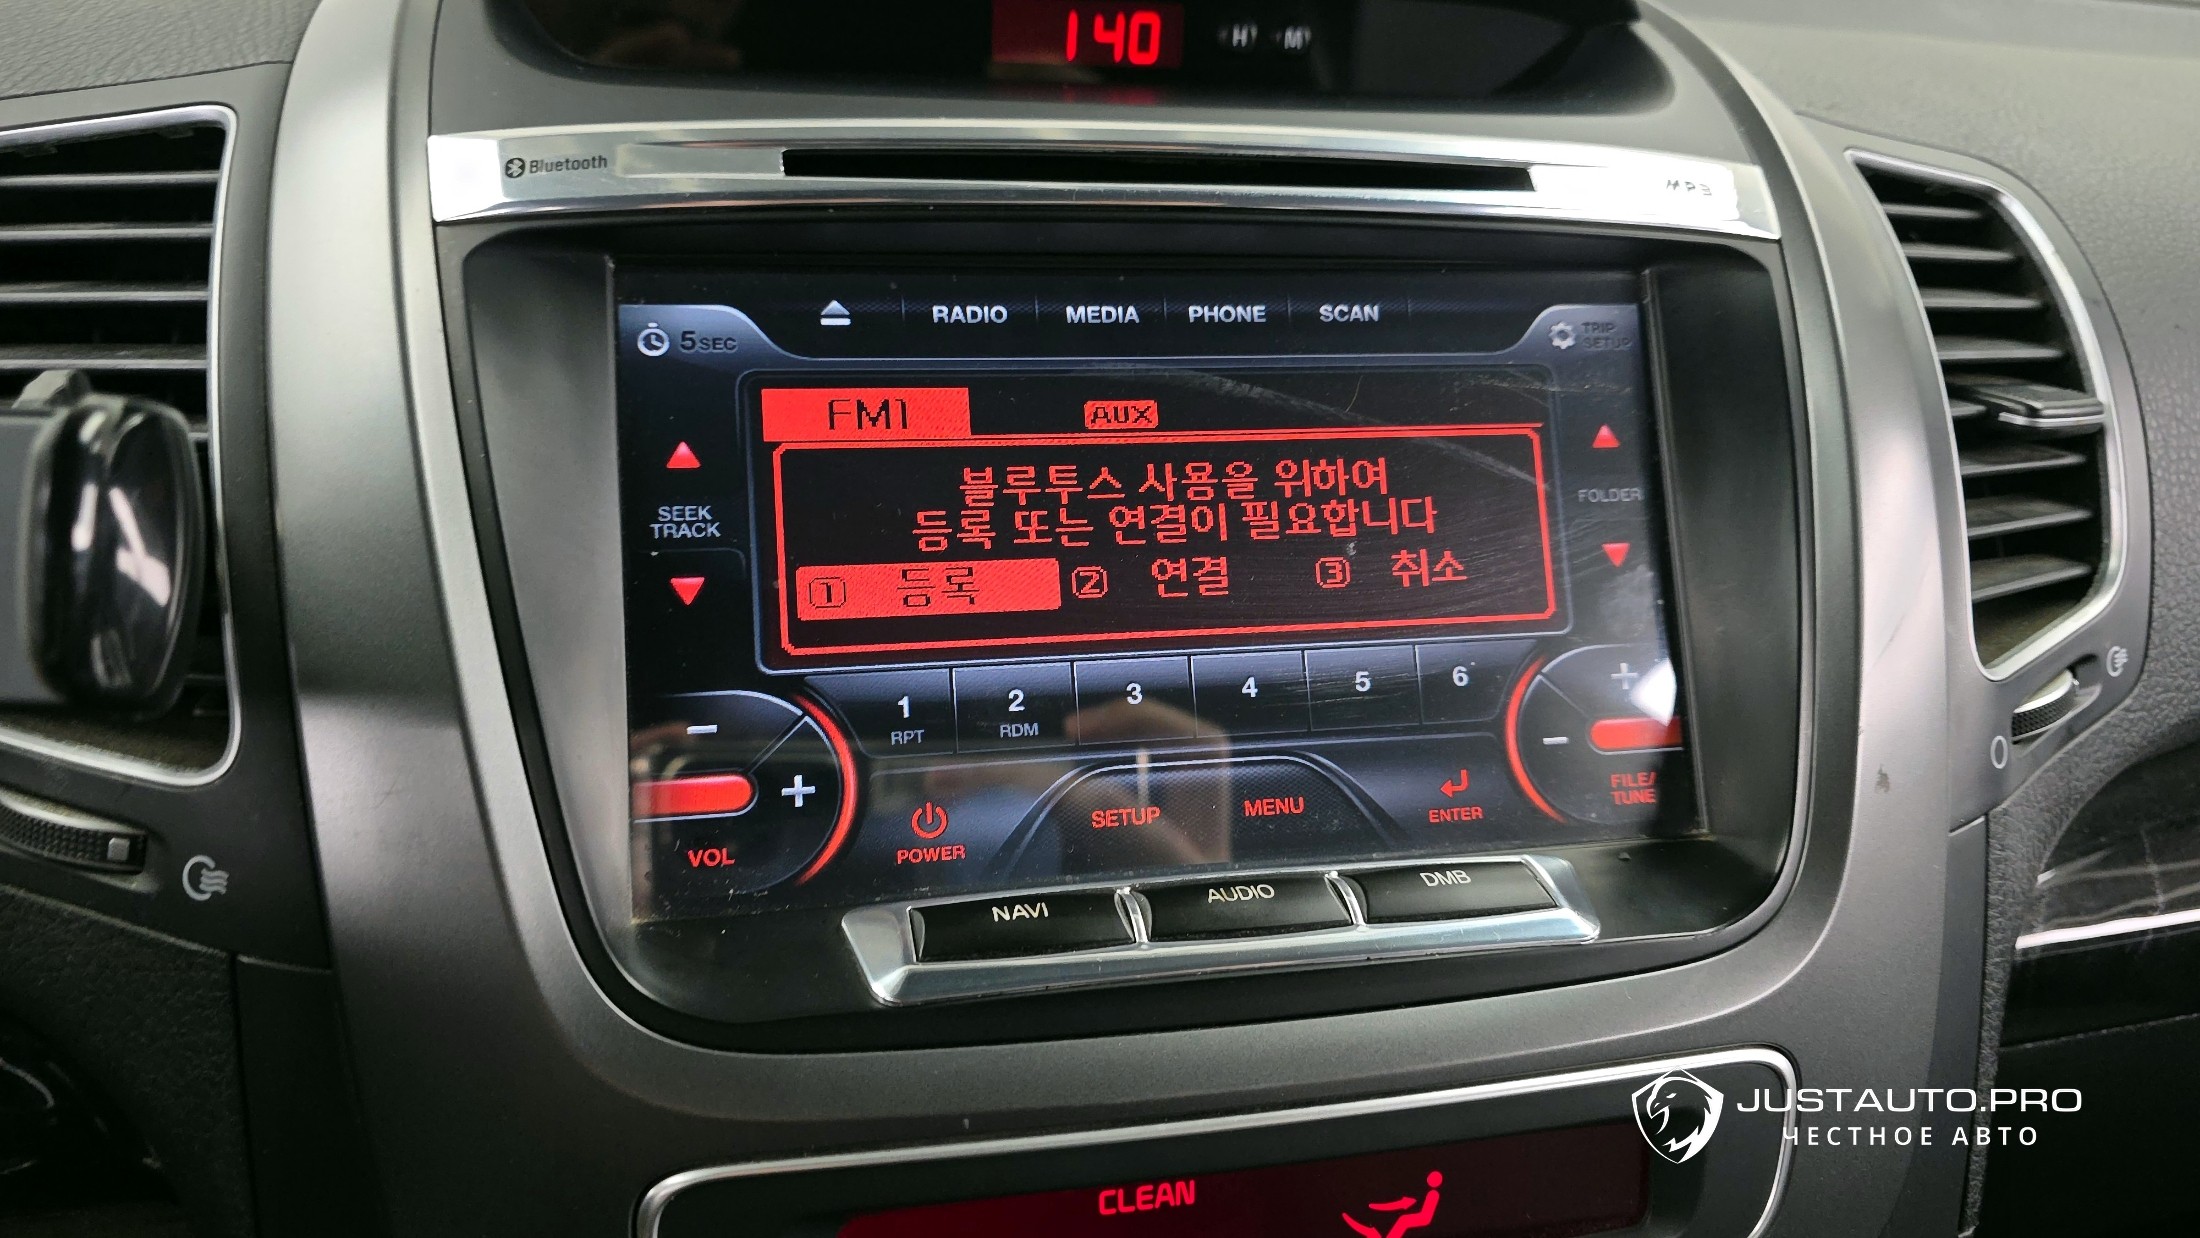 140
H M
Bluetooth
MP3
RADIO MEDIA PHONE SCAN
5SEC
TRIP
SETUP
FM1 AUX
블루투스 사용을 위하여
등록 또는 연결이 필요합니다
① 등록 ② 연결 ③ 취소
SEEK
TRACK
FOLDER
1 2 3 4 5 6
RPT RDM
VOL
POWER
SETUP
MENU
ENTER
FILE/
TUNE
NAVI AUDIO DMB
JUSTAUTO.PRO
ЧЕСТНОЕ АВТО
CLEAN